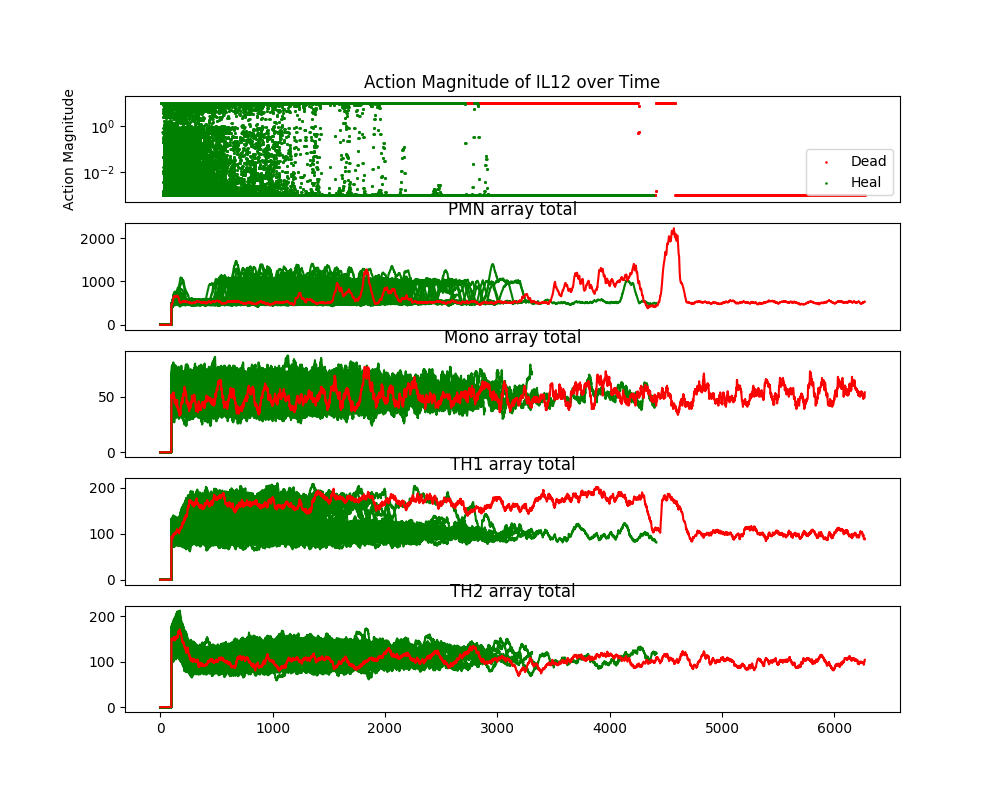 Action Magnitude of IL12 over Time
Action Magnitude
10^0
10^-2
Dead
Heal
PMN array total
2000
1000
0
Mono array total
50
0
TH1 array total
200
100
0
TH2 array total
200
100
0
0 1000 2000 3000 4000 5000 6000